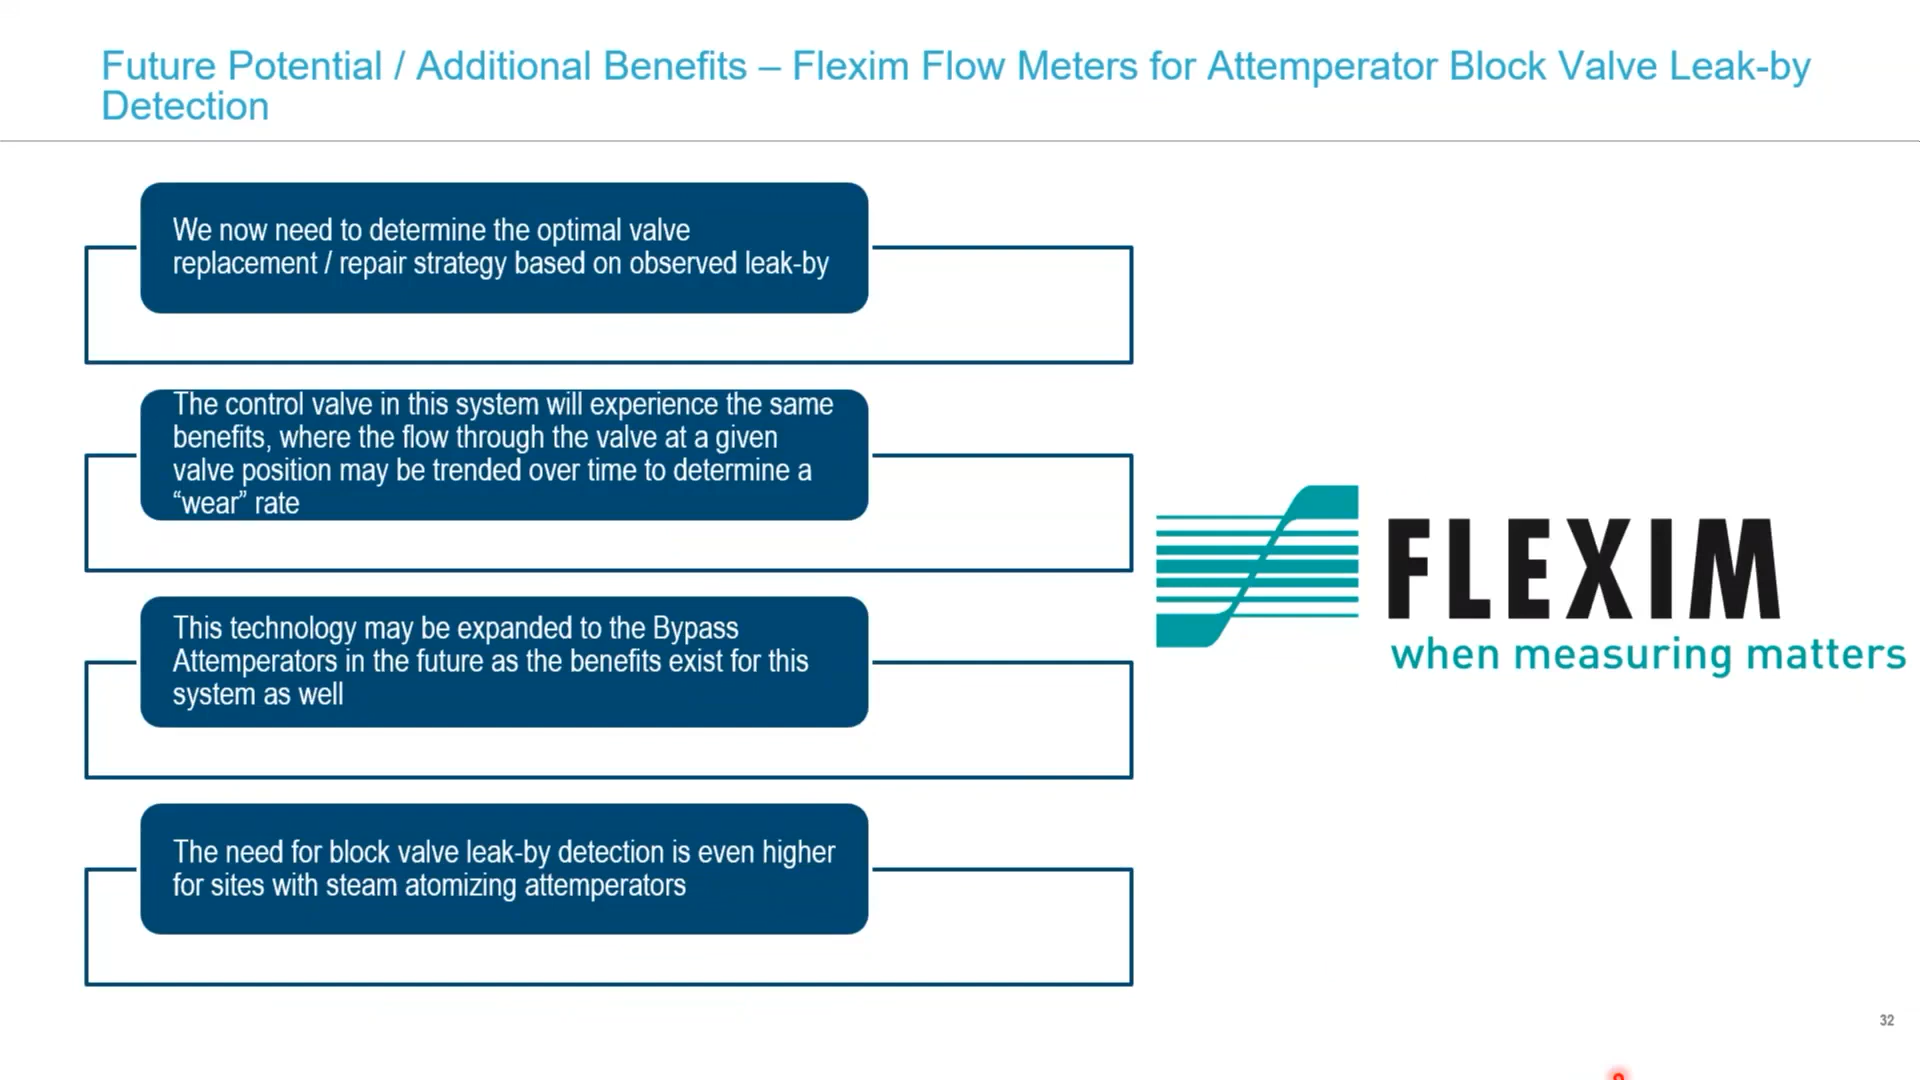 Future Potential / Additional Benefits – Flexim Flow Meters for Attemperator Block Valve Leak-by
Detection
We now need to determine the optimal valve
replacement / repair strategy based on observed leak-by
The control valve in this system will experience the same
benefits, where the flow through the valve at a given
valve position may be trended over time to determine a
“wear” rate
This technology may be expanded to the Bypass
Attemperators in the future as the benefits exist for this
system as well
The need for block valve leak-by detection is even higher
for sites with steam atomizing attemperators
FLEXIM
when measuring matters
32